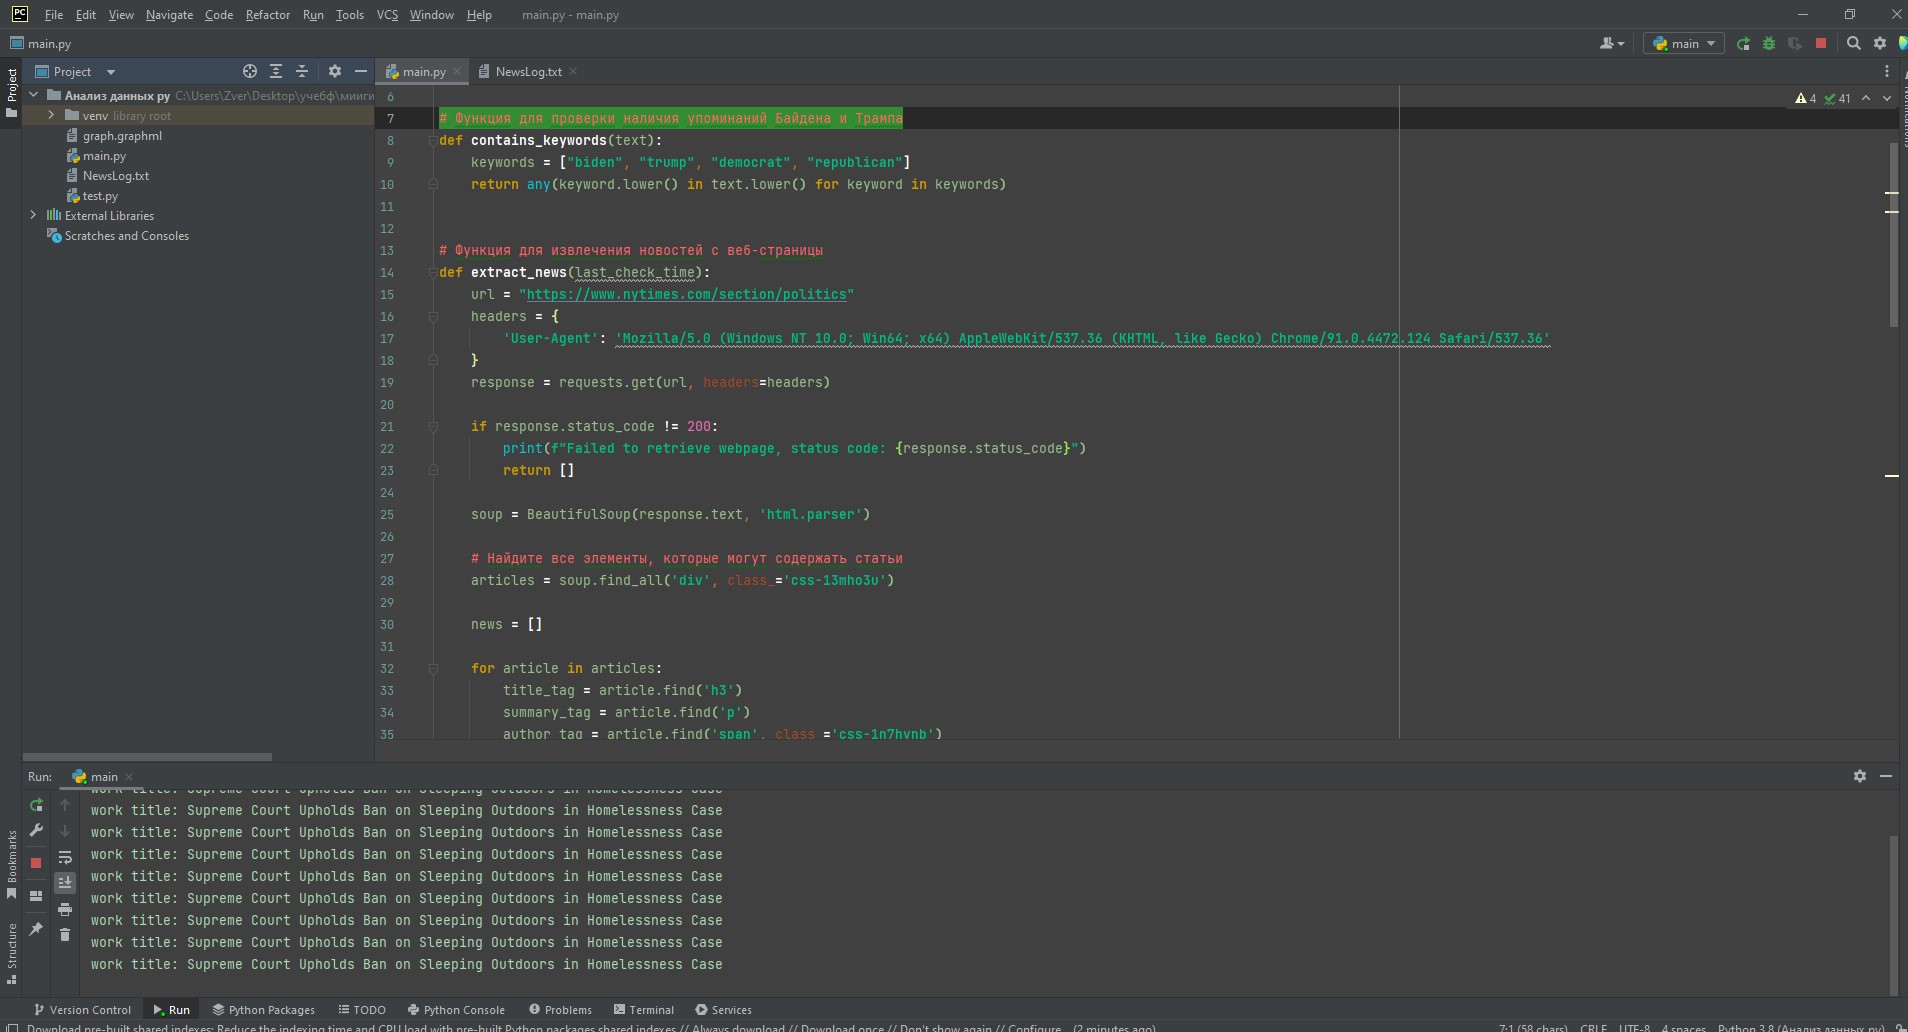 File Edit View Navigate Code Refactor Run Tools VCS Window Help main.py - main.py
main.py
main
Project
main.py
NewsLog.txt
Анализ данных py C:\Users\Zver\Desktop\учебф\мииги
venv library root
graph.graphml
main.py
NewsLog.txt
test.py
External Libraries
Scratches and Consoles
Project
4 41
6
7 # Функция для проверки наличия упоминаний Байдена и Трампа
8 def contains_keywords(text):
9 keywords = ["biden", "trump", "democrat", "republican"]
10 return any(keyword.lower() in text.lower() for keyword in keywords)
11
12
13 # Функция для извлечения новостей с веб-страницы
14 def extract_news(last_check_time):
15 url = "https://www.nytimes.com/section/politics"
16 headers = {
17 'User-Agent': 'Mozilla/5.0 (Windows NT 10.0; Win64; x64) AppleWebKit/537.36 (KHTML, like Gecko) Chrome/91.0.4472.124 Safari/537.36'
18 }
19 response = requests.get(url, headers=headers)
20
21 if response.status_code != 200:
22 print(f"Failed to retrieve webpage, status code: {response.status_code}")
23 return []
24
25 soup = BeautifulSoup(response.text, 'html.parser')
26
27 # Найдите все элементы, которые могут содержать статьи
28 articles = soup.find_all('div', class_='css-13mho3u')
29
30 news = []
31
32 for article in articles:
33 title_tag = article.find('h3')
34 summary_tag = article.find('p')
35 author_tag = article.find('span', class_='css-1n7hynb')
Run: main
work title: Supreme Court Upholds Ban on Sleeping Outdoors in Homelessness Case
work title: Supreme Court Upholds Ban on Sleeping Outdoors in Homelessness Case
work title: Supreme Court Upholds Ban on Sleeping Outdoors in Homelessness Case
work title: Supreme Court Upholds Ban on Sleeping Outdoors in Homelessness Case
work title: Supreme Court Upholds Ban on Sleeping Outdoors in Homelessness Case
work title: Supreme Court Upholds Ban on Sleeping Outdoors in Homelessness Case
work title: Supreme Court Upholds Ban on Sleeping Outdoors in Homelessness Case
work title: Supreme Court Upholds Ban on Sleeping Outdoors in Homelessness Case
work title: Supreme Court Upholds Ban on Sleeping Outdoors in Homelessness Case
Bookmarks
Structure
Version Control Run Python Packages TODO Python Console Problems Terminal Services
Download pre-built shared indexes: Reduce the indexing time and CPU load with pre-built Python packages shared indexes // Always download // Download once // Don't show again // Configure... (2 minutes ago) 7:1 (58 chars) CRLF UTF-8 4 spaces Python 3.8 (Анализ данных py)